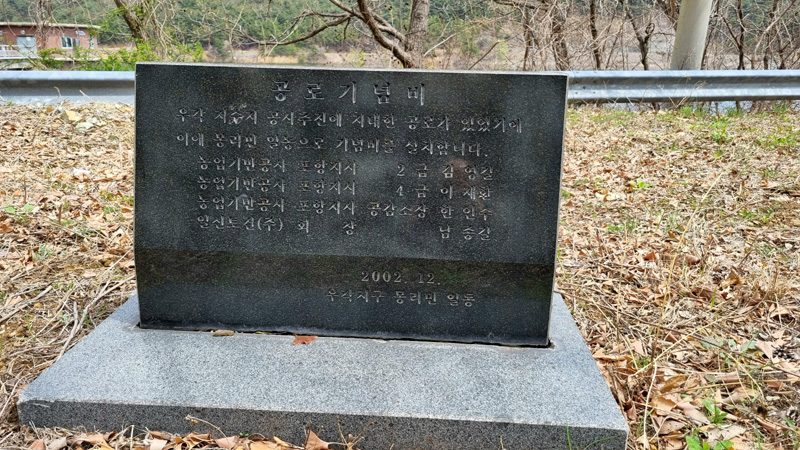 공로기념비
우각 저수지 공사추진에 지대한 공로가 있었기에
이에 몽리민 일동으로 기념비를 설치합니다.
농업기반공사 포항지사 2급 김영길
농업기반공사 포항지사 4급 이재환
농업기반공사 포항지사 공감소장 한인수
일신토건(주) 회 장 남송길
2002. 12.
우각지구 몽리민 일동